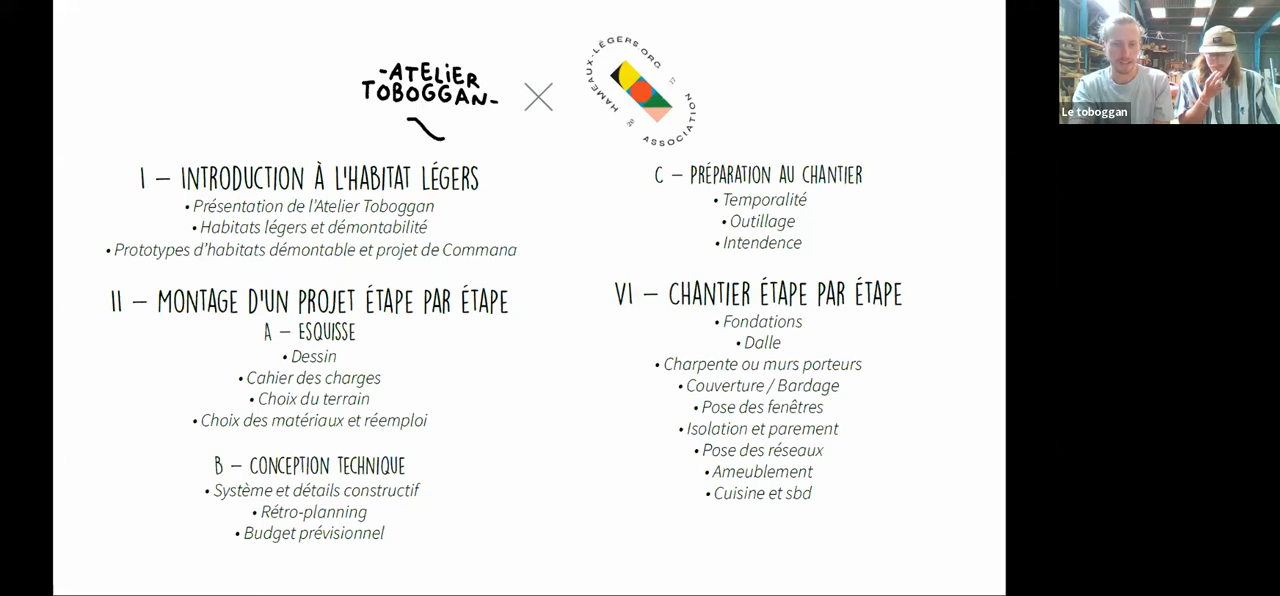 -ATELIER
TOBOGGAN-
HAMEAUX-LÉGERS.ORG
ASSOCIATION
I – INTRODUCTION À L'HABITAT LÉGERS
• Présentation de l'Atelier Toboggan
• Habitats légers et démontabilité
• Prototypes d'habitats démontable et projet de Commana
II – MONTAGE D'UN PROJET ÉTAPE PAR ÉTAPE
A – ESQUISSE
• Dessin
• Cahier des charges
• Choix du terrain
• Choix des matériaux et réemploi
B – CONCEPTION TECHNIQUE
• Système et détails constructif
• Rétro-planning
• Budget prévisionnel
C – PRÉPARATION AU CHANTIER
• Temporalité
• Outillage
• Intendence
VI – CHANTIER ÉTAPE PAR ÉTAPE
• Fondations
• Dalle
• Charpente ou murs porteurs
• Couverture / Bardage
• Pose des fenêtres
• Isolation et parement
• Pose des réseaux
• Ameublement
• Cuisine et sbd
Le toboggan